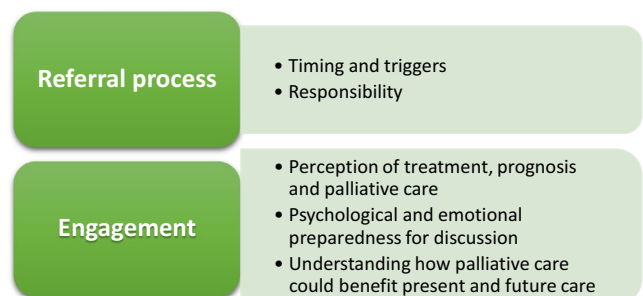 Referral process
• Timing and triggers
• Responsibility
Engagement
• Perception of treatment, prognosis
and palliative care
• Psychological and emotional
preparedness for discussion
• Understanding how palliative care
could benefit present and future care